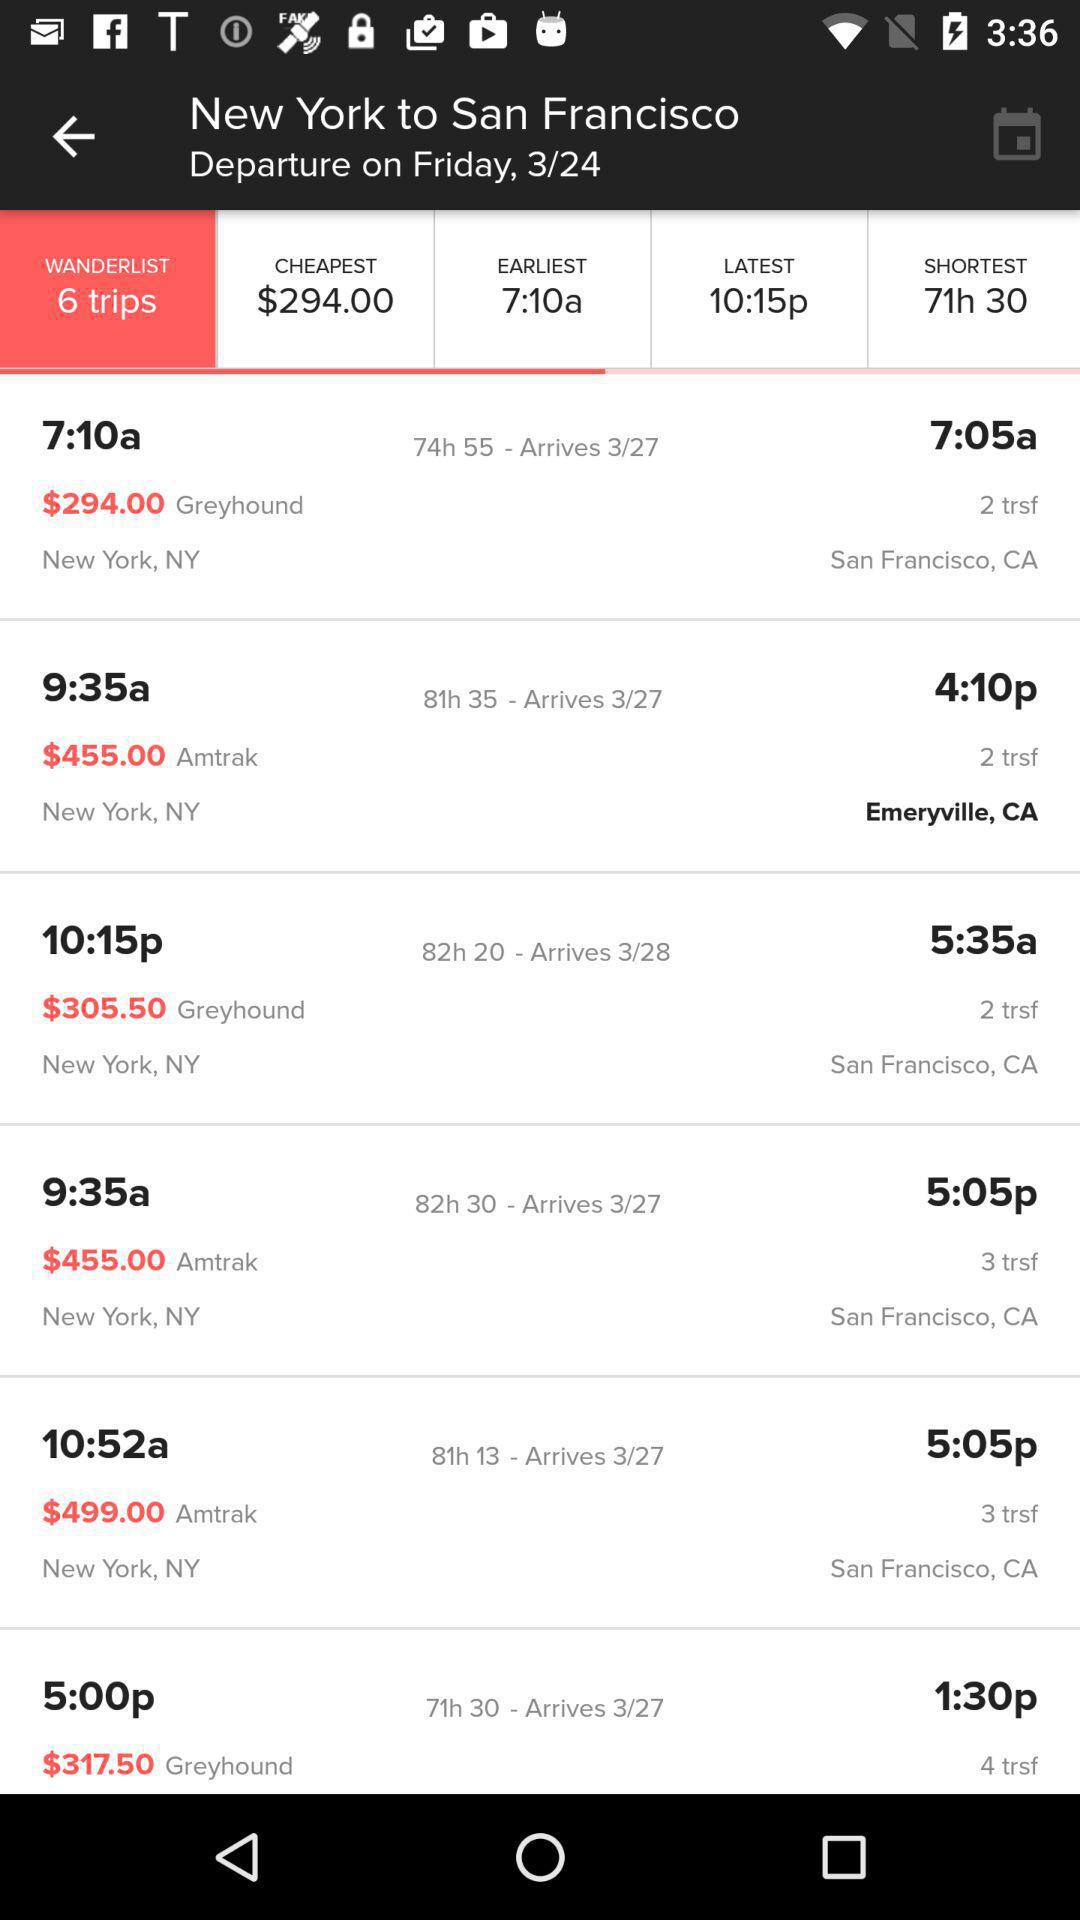 FAKE
3:36
New York to San Francisco
Departure on Friday, 3/24
WANDERLIST CHEAPEST EARLIEST LATEST SHORTEST
6 trips $294.00 7:10a 10:15p 71h 30
7:10a 74h 55 - Arrives 3/27 7:05a
$294.00 Greyhound 2 trsf
New York, NY San Francisco, CA
9:35a 81h 35 - Arrives 3/27 4:10p
$455.00 Amtrak 2 trsf
New York, NY Emeryville, CA
10:15p 82h 20 - Arrives 3/28 5:35a
$305.50 Greyhound 2 trsf
New York, NY San Francisco, CA
9:35a 82h 30 - Arrives 3/27 5:05p
$455.00 Amtrak 3 trsf
New York, NY San Francisco, CA
10:52a 81h 13 - Arrives 3/27 5:05p
$499.00 Amtrak 3 trsf
New York, NY San Francisco, CA
5:00p 71h 30 - Arrives 3/27 1:30p
$317.50 Greyhound 4 trsf